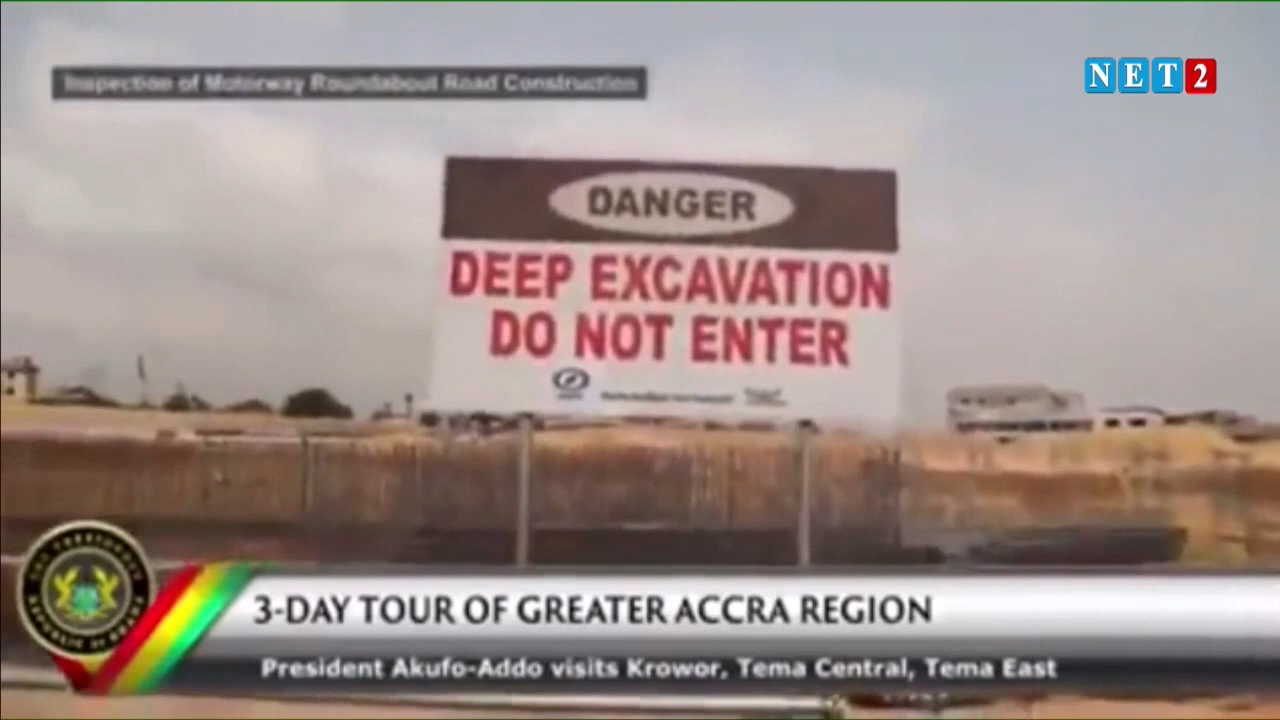 Inspection of Motorway Roundabout Road Construction
NET2
DANGER
DEEP EXCAVATION
DO NOT ENTER
3-DAY TOUR OF GREATER ACCRA REGION
President Akufo-Addo visits Krowor, Tema Central, Tema East